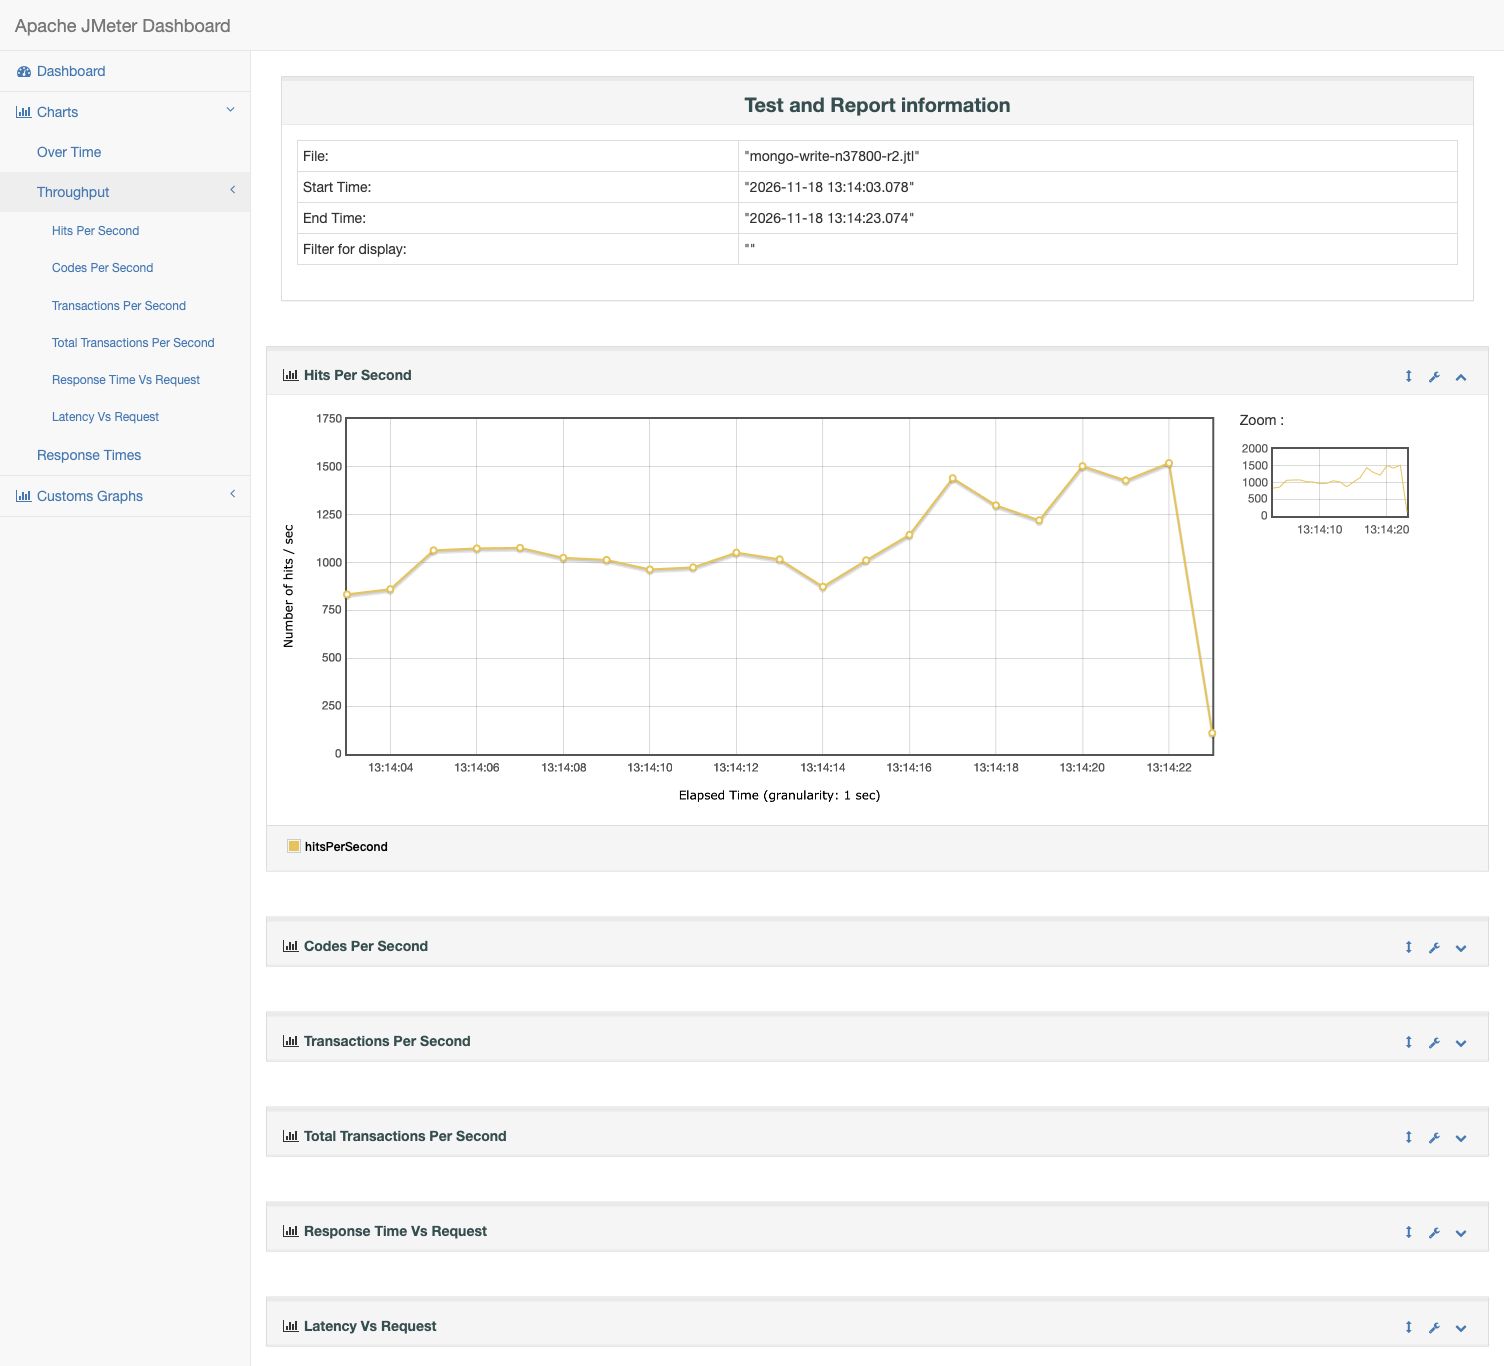 Apache JMeter Dashboard
Dashboard
Charts
Over Time
Throughput
Hits Per Second
Codes Per Second
Transactions Per Second
Total Transactions Per Second
Response Time Vs Request
Latency Vs Request
Response Times
Customs Graphs
Test and Report information
File: "mongo-write-n37800-r2.jtl"
Start Time: "2026-11-18 13:14:03.078"
End Time: "2026-11-18 13:14:23.074"
Filter for display: ""
Hits Per Second
Number of hits / sec
1750
1500
1250
1000
750
500
250
0
13:14:04 13:14:06 13:14:08 13:14:10 13:14:12 13:14:14 13:14:16 13:14:18 13:14:20 13:14:22
Elapsed Time (granularity: 1 sec)
Zoom :
2000
1500
1000
500
0
13:14:10 13:14:20
hitsPerSecond
Codes Per Second
Transactions Per Second
Total Transactions Per Second
Response Time Vs Request
Latency Vs Request